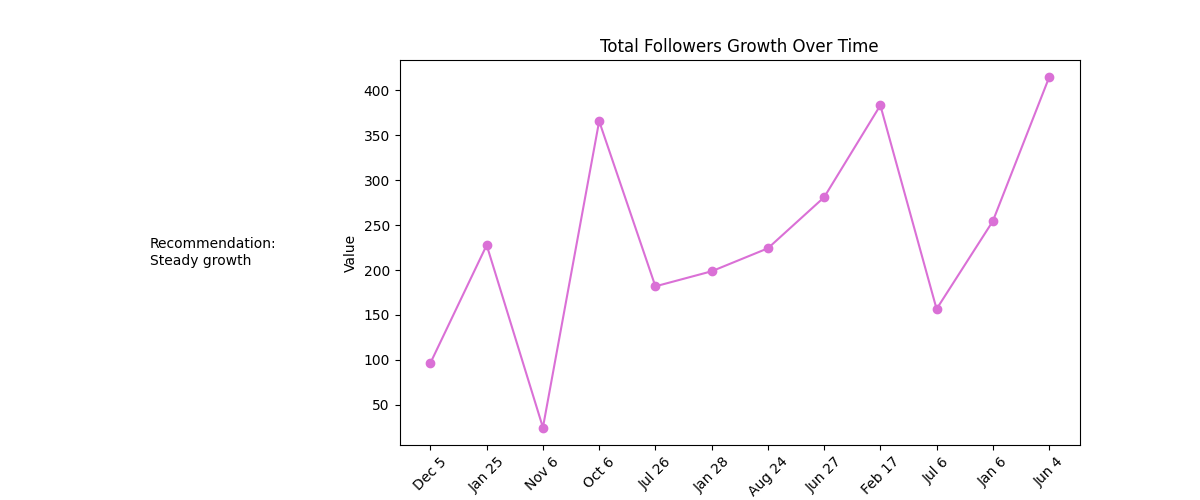 Total Followers Growth Over Time
Recommendation:
Steady growth
Value
400
350
300
250
200
150
100
50
Dec 5
Jan 25
Nov 6
Oct 6
Jul 26
Jan 28
Aug 24
Jun 27
Feb 17
Jul 6
Jan 6
Jun 4